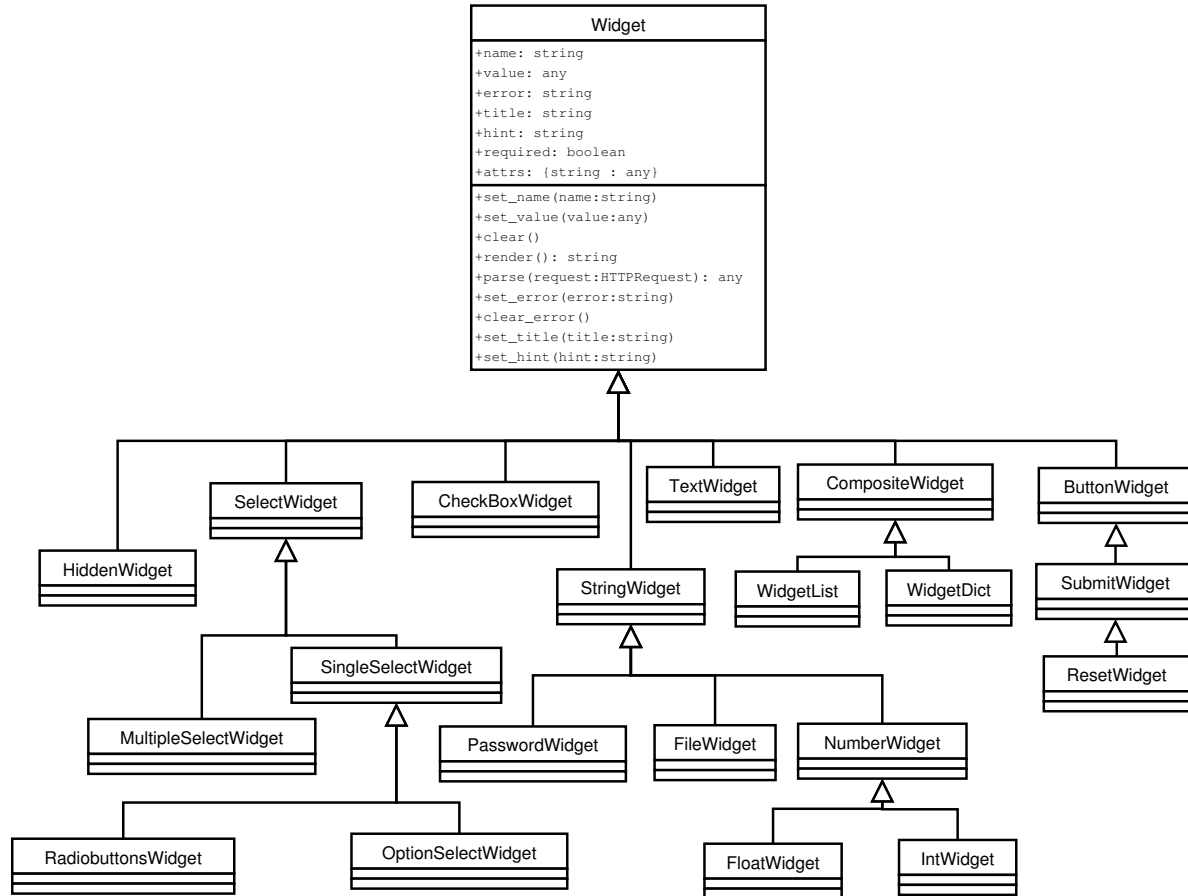 Widget
+name: string
+value: any
+error: string
+title: string
+hint: string
+required: boolean
+attrs: {string : any}
+set_name(name:string)
+set_value(value:any)
+clear()
+render(): string
+parse(request:HTTPRequest): any
+set_error(error:string)
+clear_error()
+set_title(title:string)
+set_hint(hint:string)
HiddenWidget
SelectWidget
CheckBoxWidget
StringWidget
TextWidget
CompositeWidget
ButtonWidget
WidgetList
WidgetDict
SubmitWidget
ResetWidget
MultipleSelectWidget
SingleSelectWidget
PasswordWidget
FileWidget
NumberWidget
RadiobuttonsWidget
OptionSelectWidget
FloatWidget
IntWidget